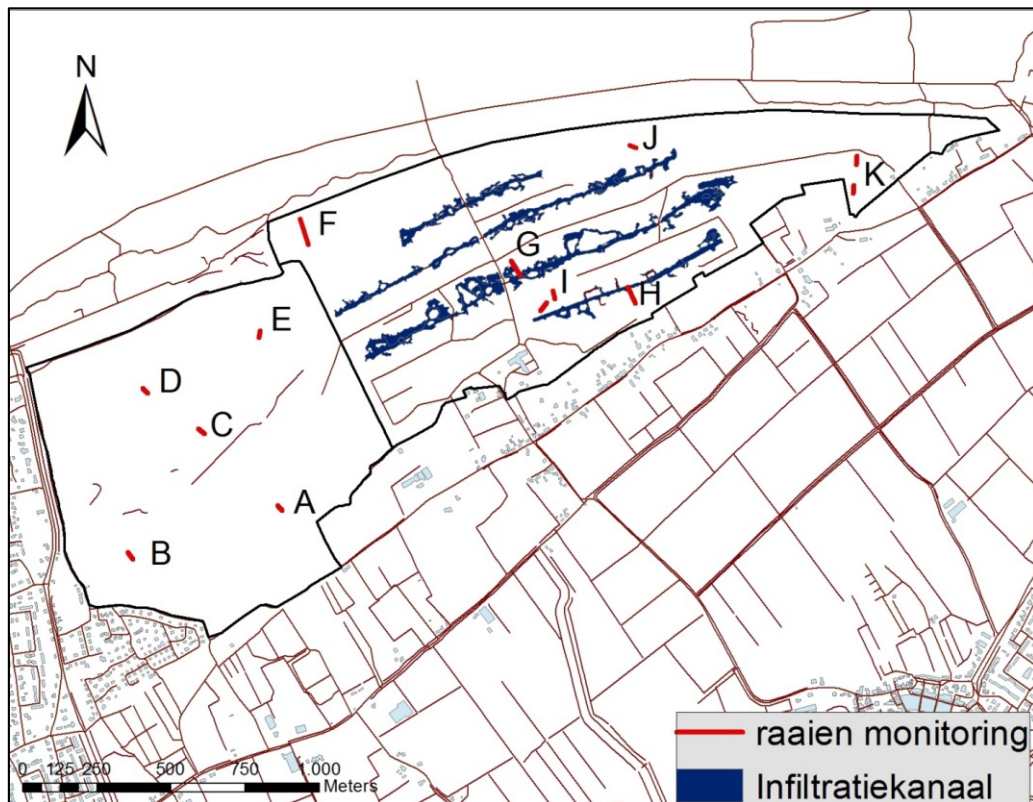 N
J
K
F
G
I
H
E
D
C
A
B
0 125 250 500 750 1.000
Meters
raaien monitoring
Infiltratiekanaal